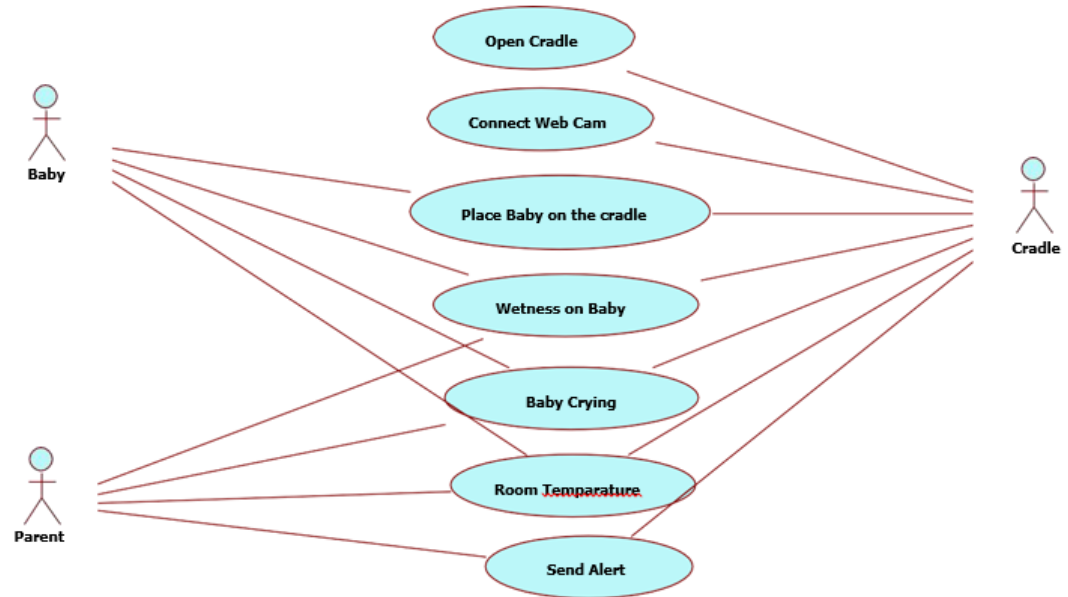 Open Cradle
Connect Web Cam
Baby
Place Baby on the cradle
Cradle
Wetness on Baby
Baby Crying
Room Temparature
Parent
Send Alert